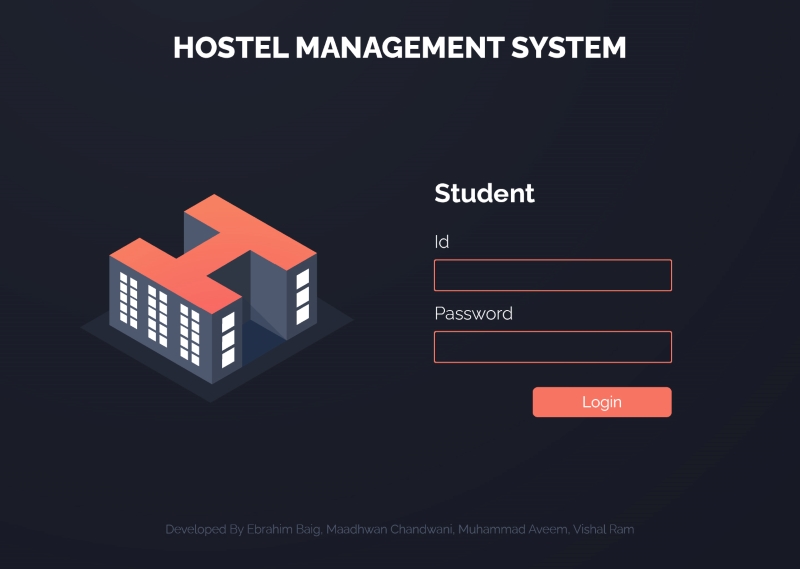 HOSTEL MANAGEMENT SYSTEM
Student
Id
Password
Login
Developed By Ebrahim Baig, Maadhwan Chandwani, Muhammad Aveem, Vishal Ram